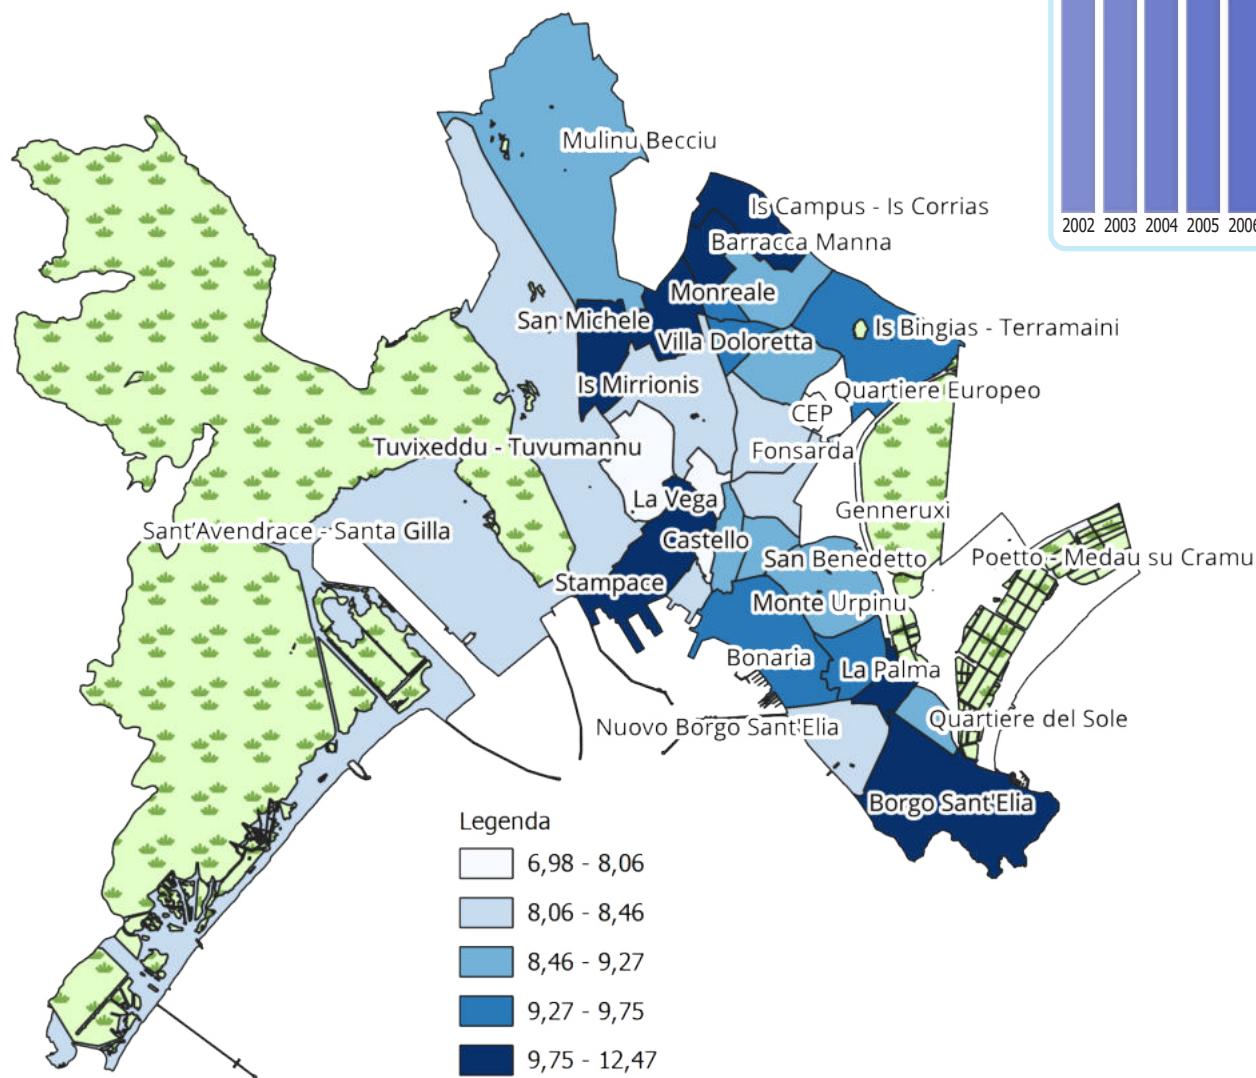 2002 2003 2004 2005 2006
Mulinu Becciu
Is Campus - Is Corrias
Barracca Manna
Monreale
San Michele
Is Bingias - Terramaini
Villa Doloretta
Is Mirrionis
Quartiere Europeo
CEP
Tuvixeddu - Tuvumannu
Fonsarda
La Vega
Genneruxi
Sant'Avendrace - Santa Gilla
Castello
San Benedetto
Poetto - Medau su Cramu
Stampace
Monte Urpinu
Bonaria
La Palma
Nuovo Borgo Sant'Elia
Quartiere del Sole
Borgo Sant'Elia
Legenda
6,98 - 8,06
8,06 - 8,46
8,46 - 9,27
9,27 - 9,75
9,75 - 12,47